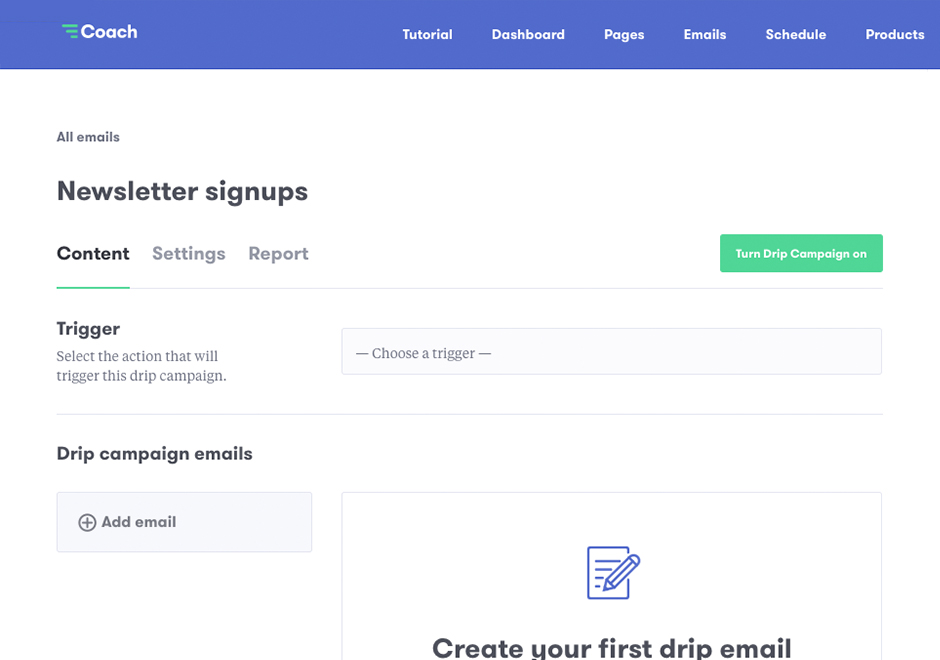 Coach
Tutorial Dashboard Pages Emails Schedule Products
All emails
Newsletter signups
Content Settings Report
Turn Drip Campaign on
Trigger
Select the action that will
trigger this drip campaign.
— Choose a trigger —
Drip campaign emails
Add email
Create your first drip email